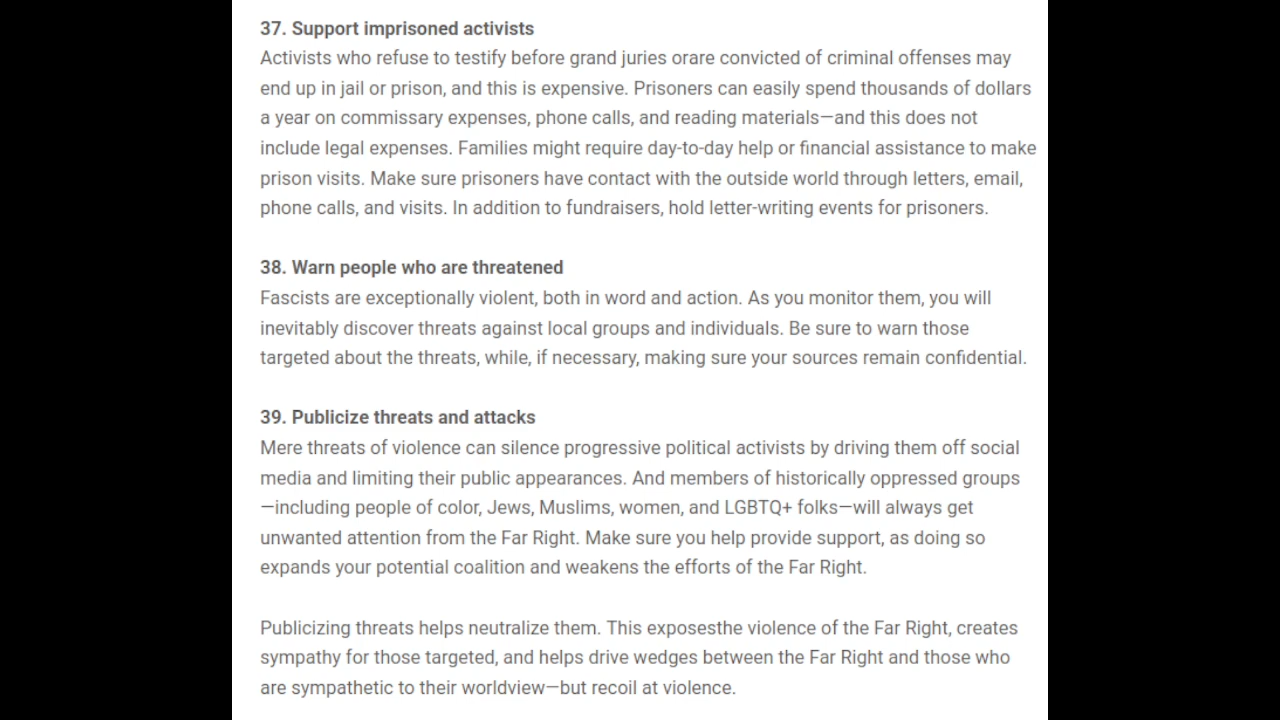 37. Support imprisoned activists
Activists who refuse to testify before grand juries orare convicted of criminal offenses may
end up in jail or prison, and this is expensive. Prisoners can easily spend thousands of dollars
a year on commissary expenses, phone calls, and reading materials—and this does not
include legal expenses. Families might require day-to-day help or financial assistance to make
prison visits. Make sure prisoners have contact with the outside world through letters, email,
phone calls, and visits. In addition to fundraisers, hold letter-writing events for prisoners.
38. Warn people who are threatened
Fascists are exceptionally violent, both in word and action. As you monitor them, you will
inevitably discover threats against local groups and individuals. Be sure to warn those
targeted about the threats, while, if necessary, making sure your sources remain confidential.
39. Publicize threats and attacks
Mere threats of violence can silence progressive political activists by driving them off social
media and limiting their public appearances. And members of historically oppressed groups
—including people of color, Jews, Muslims, women, and LGBTQ+ folks—will always get
unwanted attention from the Far Right. Make sure you help provide support, as doing so
expands your potential coalition and weakens the efforts of the Far Right.
Publicizing threats helps neutralize them. This exposesthe violence of the Far Right, creates
sympathy for those targeted, and helps drive wedges between the Far Right and those who
are sympathetic to their worldview—but recoil at violence.